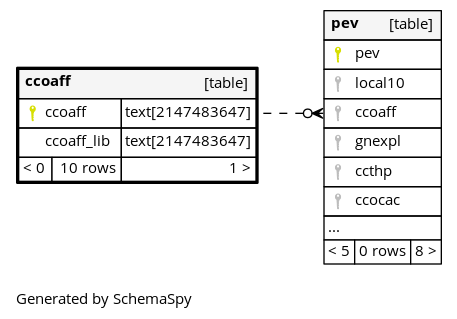 ccoaff [table]
ccoaff text[2147483647]
ccoaff_lib text[2147483647]
< 0 10 rows 1 >
pev [table]
pev
local10
ccoaff
gnexpl
ccthp
ccocac
...
< 5 0 rows 8 >
Generated by SchemaSpy